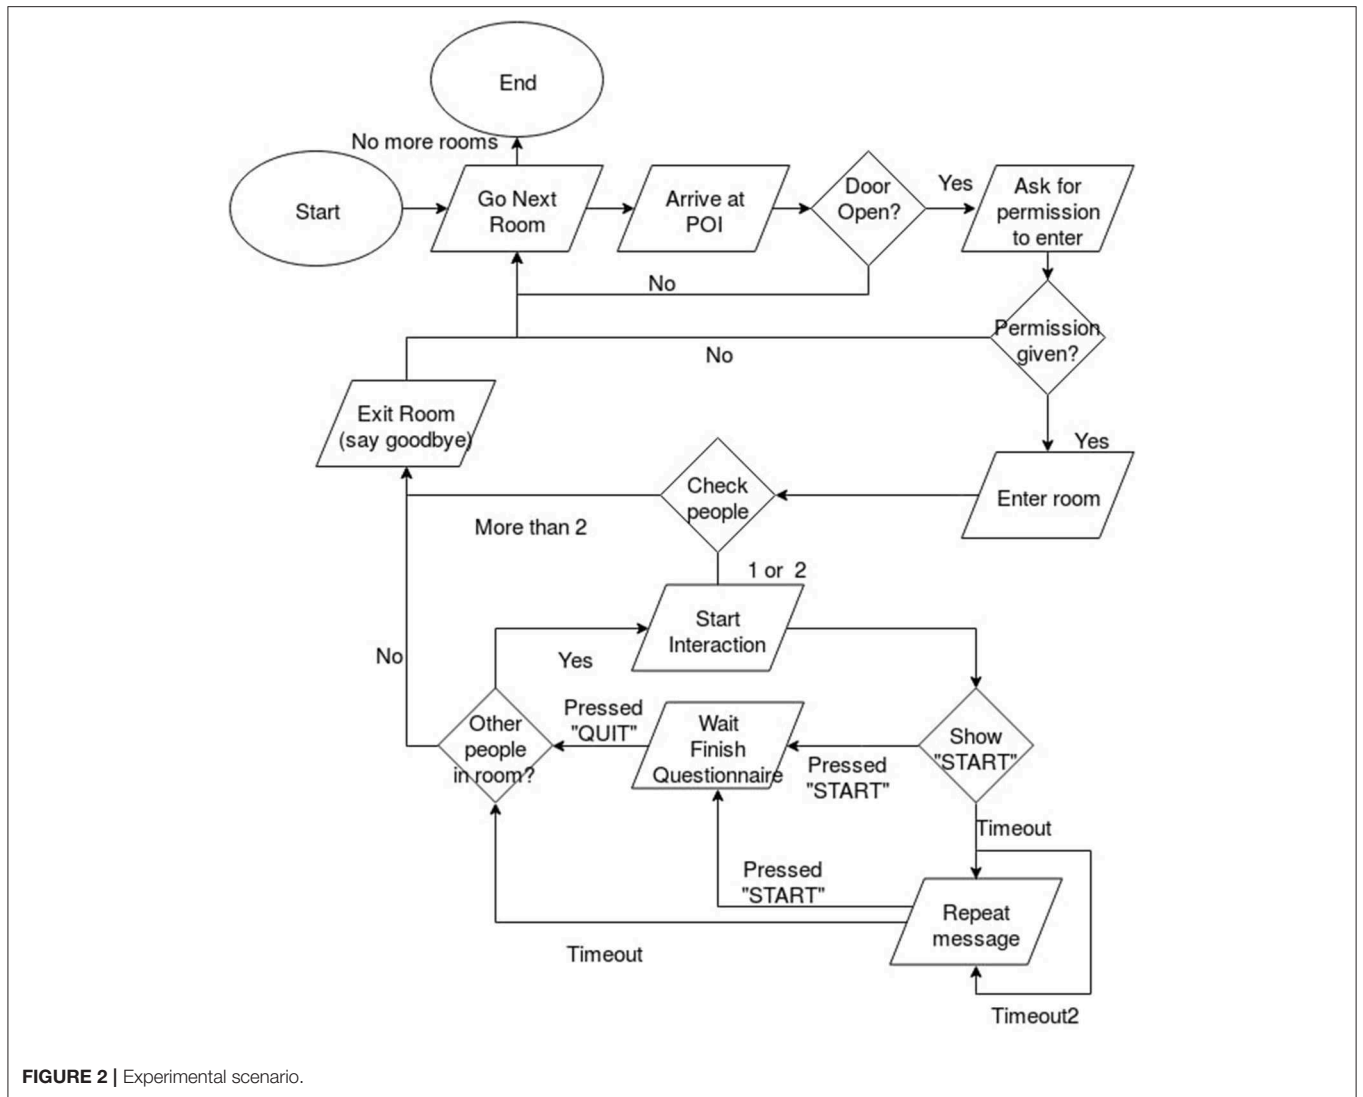 End
No more rooms
Start
Go Next
Room
Arrive at
POI
Door
Open?
Yes
Ask for
permission
to enter
No
Permission
given?
No
Exit Room
(say goodbye)
Yes
Check
people
Enter room
More than 2
1 or 2
Start
Interaction
No
Yes
Other
people
in room?
Pressed
"QUIT"
Wait
Finish
Questionnaire
Pressed
"START"
Show
"START"
Timeout
Pressed
"START"
Repeat
message
Timeout
Timeout2
FIGURE 2 | Experimental scenario.